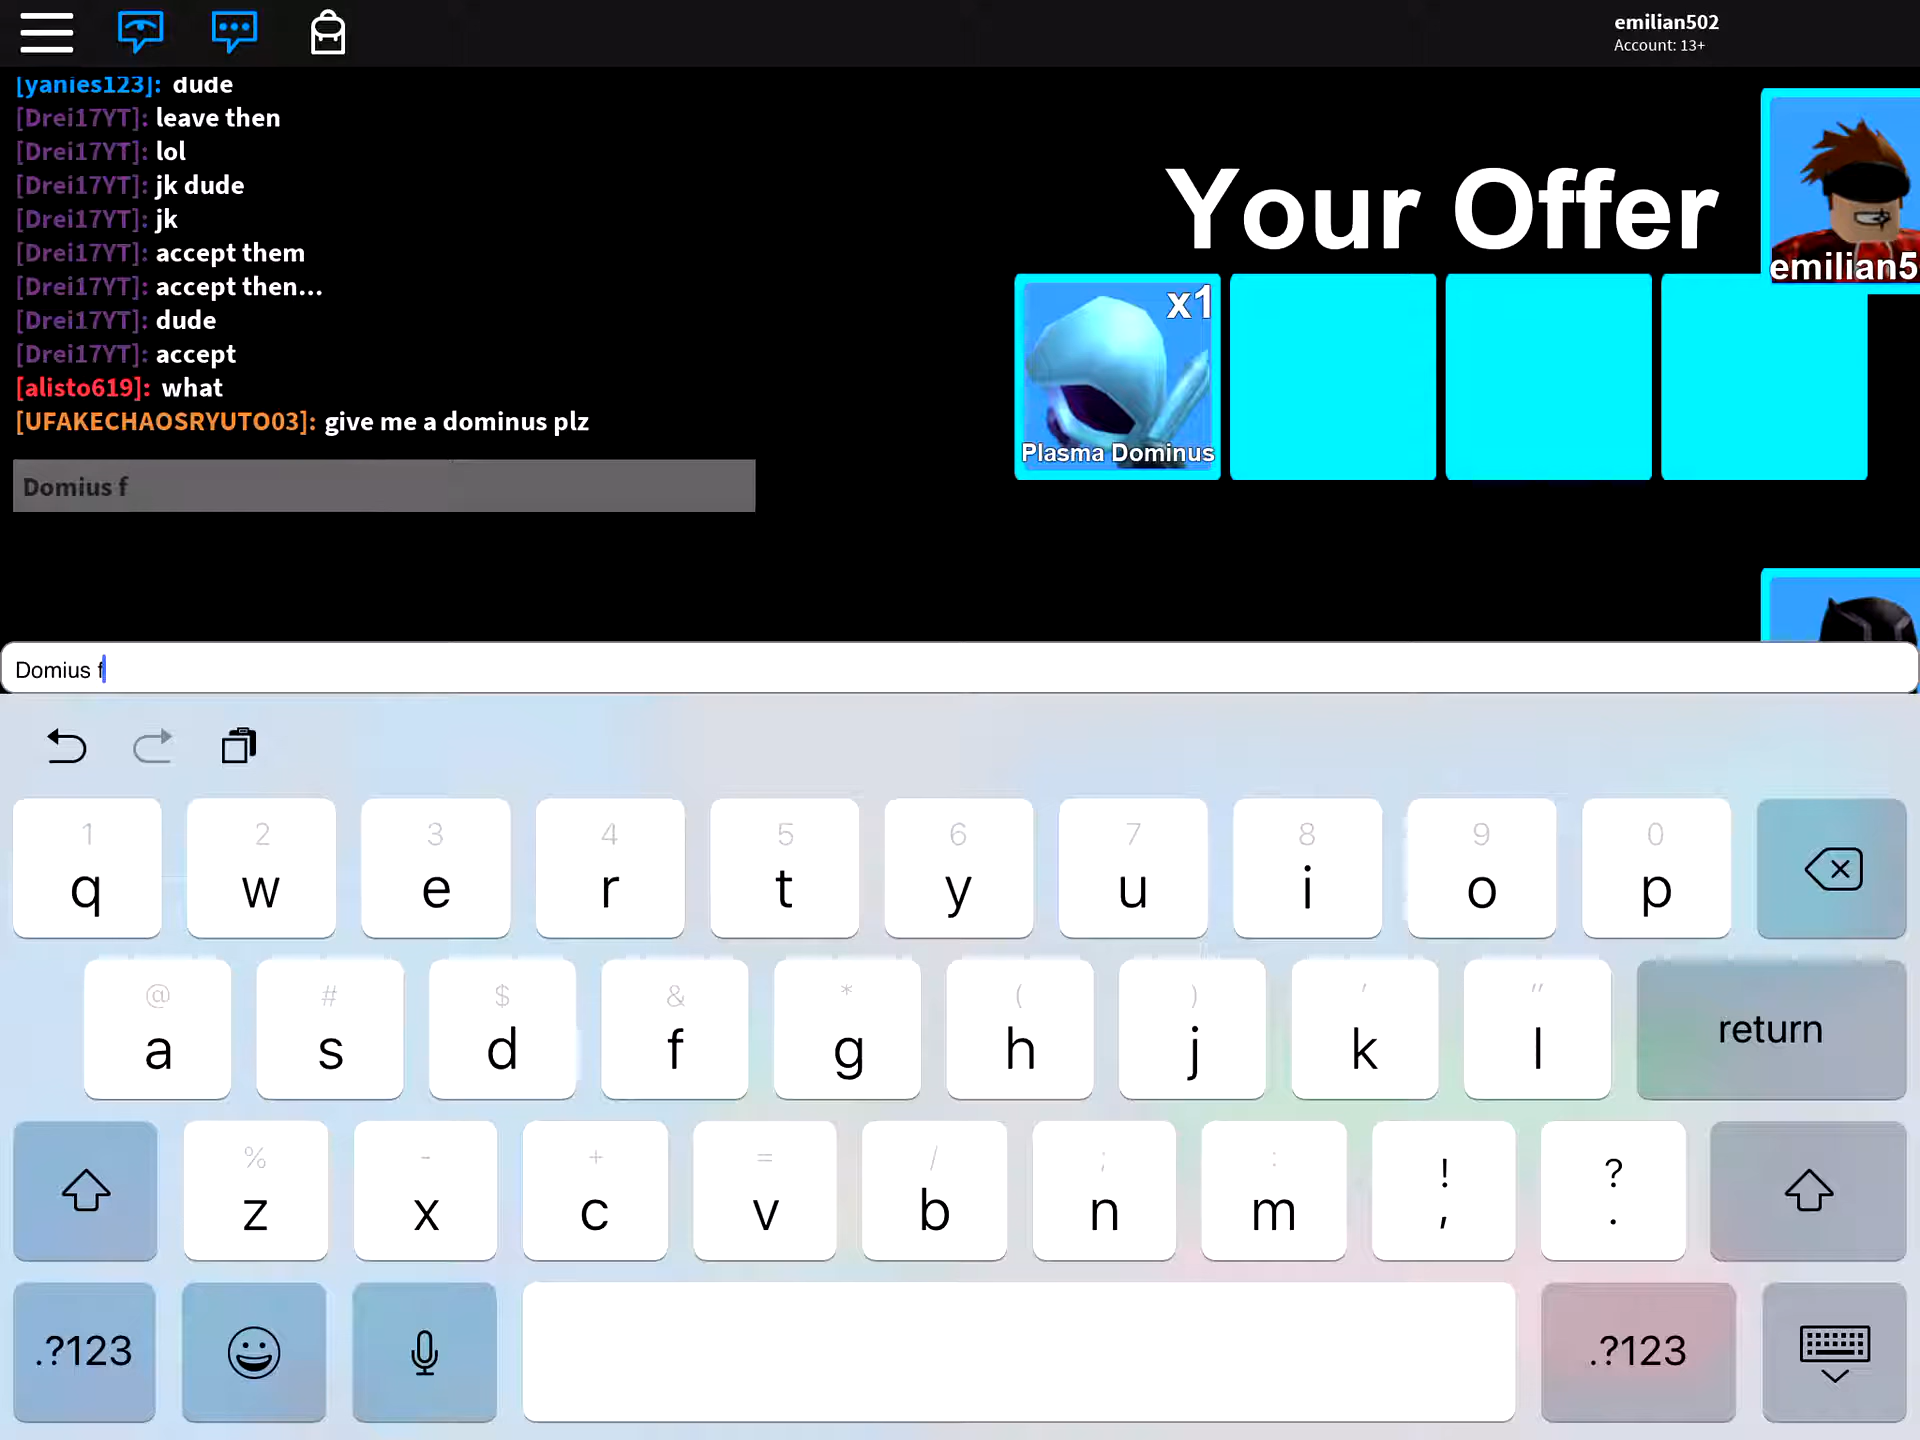 emilian502
Account: 13+
[yanies123]: dude
[Drei17YT]: leave then
[Drei17YT]: lol
[Drei17YT]: jk dude
[Drei17YT]: jk
[Drei17YT]: accept them
[Drei17YT]: accept then...
[Drei17YT]: dude
[Drei17YT]: accept
[alisto619]: what
[UFAKECHAOSRYUTO03]: give me a dominus plz
Domius f
Your Offer
emilian5
x1
Plasma Dominus
Domius f
1 2 3 4 5 6 7 8 9 0
q w e r t y u i o p
@ # $ & * ( ) ' "
a s d f g h j k l return
% - + = / ; : ! ?
z x c v b n m , .
.?123 .?123